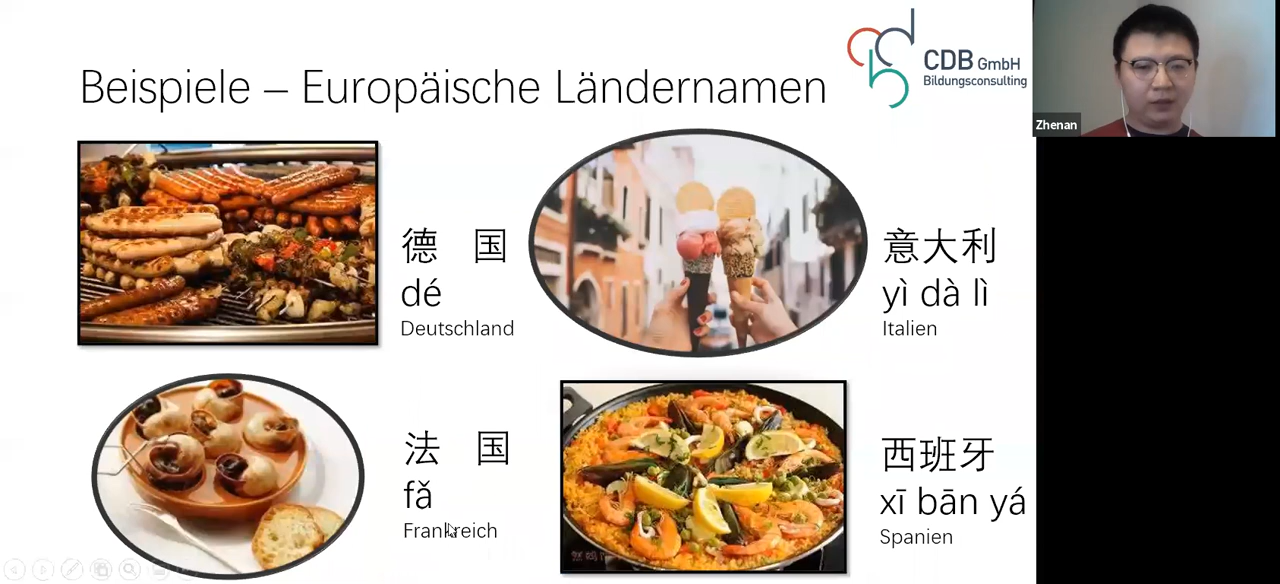 CDB GmbH
Bildungsconsulting
Beispiele – Europäische Ländernamen
Zhenan
德 国
dé
Deutschland
意大利
yì dà lì
Italien
法 国
fǎ
Frankreich
西班牙
xī bān yá
Spanien